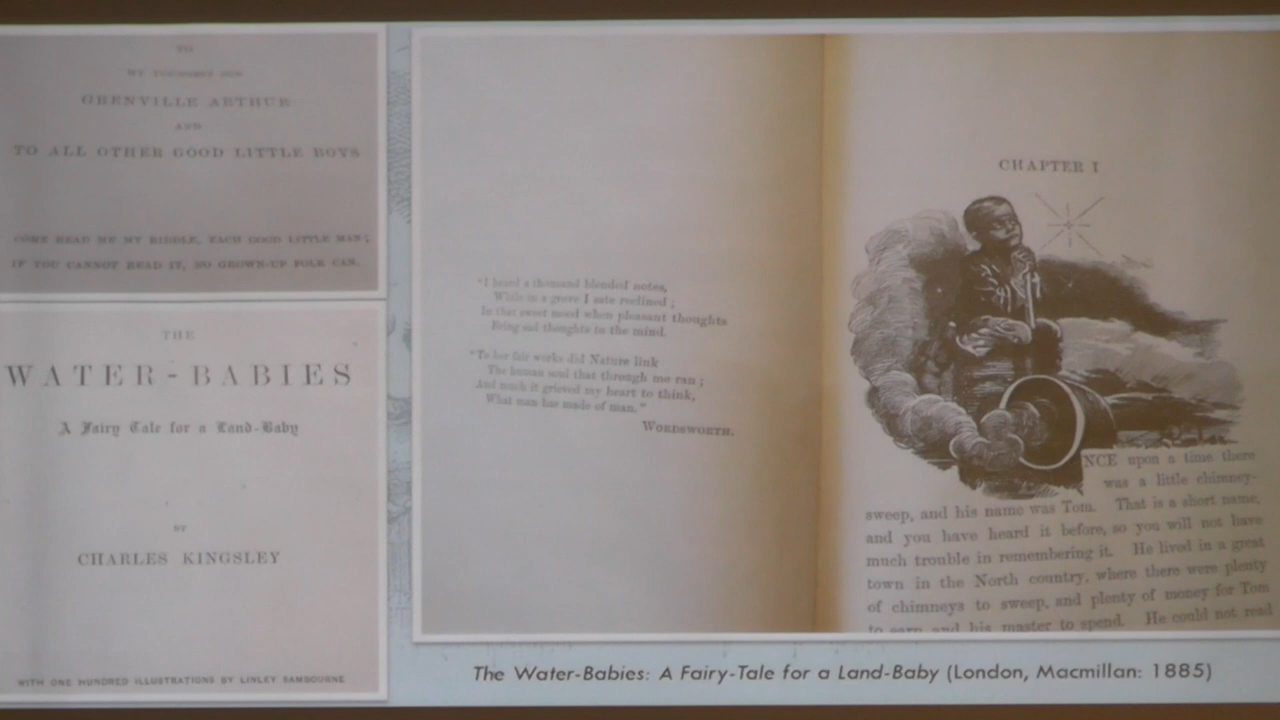 TO
MY YOUNGEST SON
GRENVILLE ARTHUR
AND
TO ALL OTHER GOOD LITTLE BOYS
COME READ ME MY RIDDLE, EACH GOOD LITTLE MAN;
IF YOU CANNOT READ IT, NO GROWN-UP FOLK CAN.
THE
WATER-BABIES
A Fairy Tale for a Land-Baby
BY
CHARLES KINGSLEY
WITH ONE HUNDRED ILLUSTRATIONS BY LINLEY SAMBOURNE
"I heard a thousand blended notes,
While in a grove I sate reclined;
In that sweet mood when pleasant thoughts
Bring sad thoughts to the mind.
"To her fair works did Nature link
The human soul that through me ran;
And much it grieved my heart to think,
What man has made of man."
WORDSWORTH.
CHAPTER I
NCE upon a time there
was a little chimney-
sweep, and his name was Tom. That is a short name,
and you have heard it before, so you will not have
much trouble in remembering it. He lived in a great
town in the North country, where there were plenty
of chimneys to sweep, and plenty of money for Tom
to earn and his master to spend. He could not read
The Water-Babies: A Fairy-Tale for a Land-Baby (London, Macmillan: 1885)